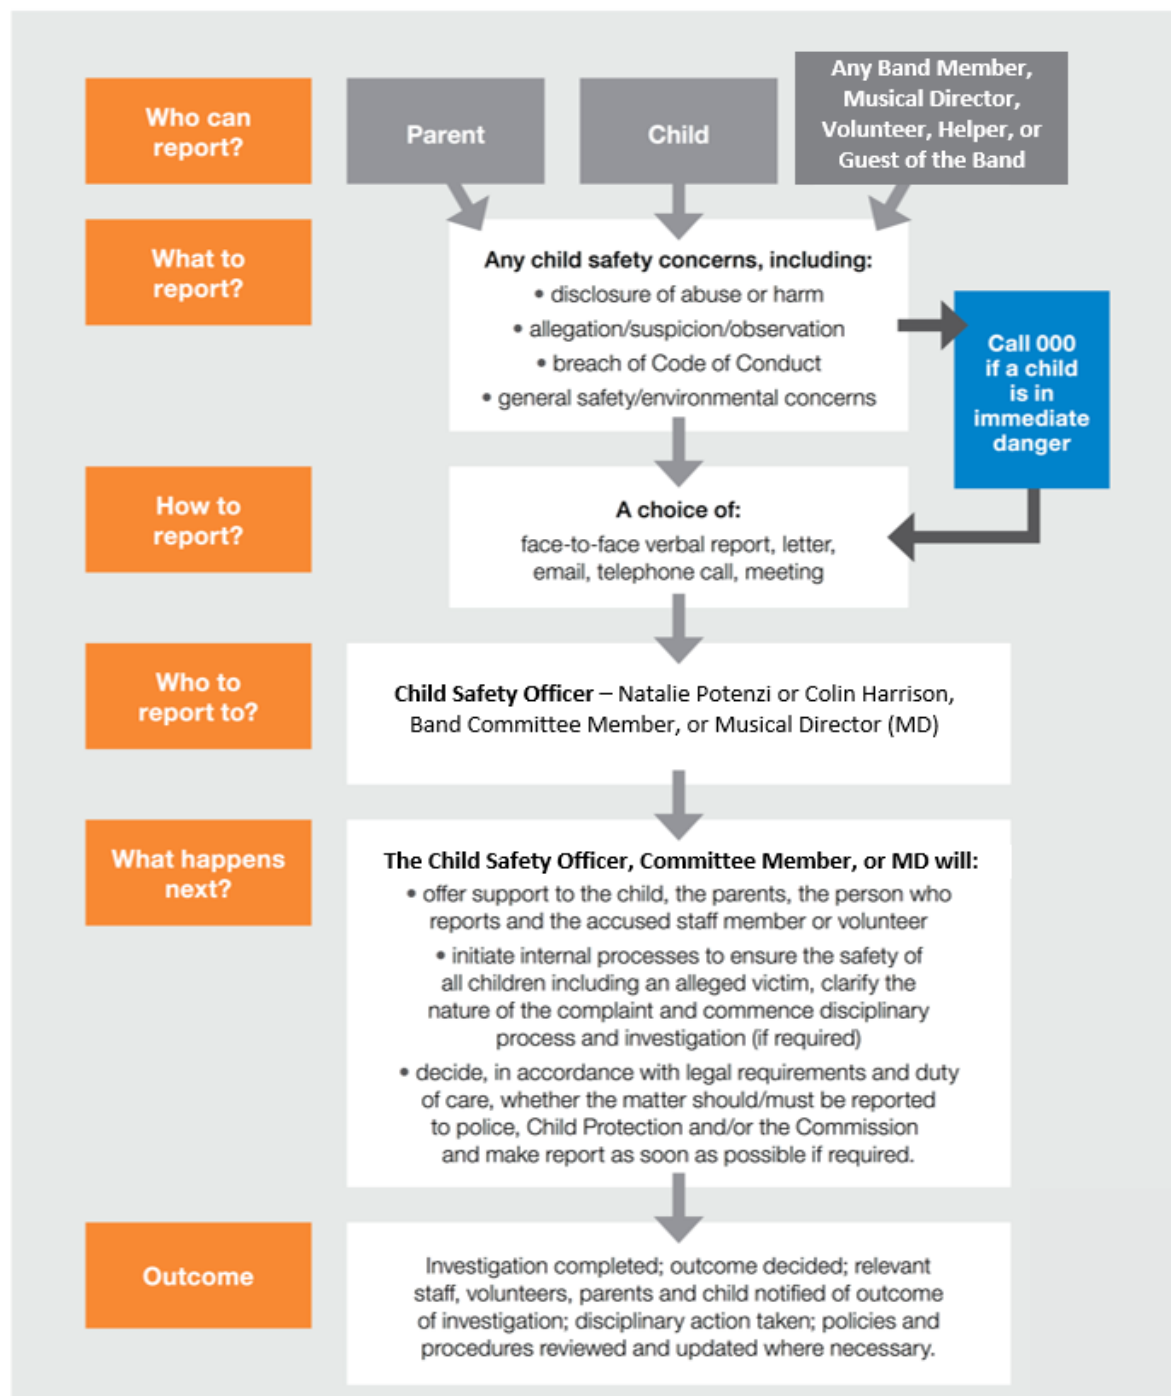 Who can
report?
Parent
Child
Any Band Member,
Musical Director,
Volunteer, Helper, or
Guest of the Band
What to
report?
Any child safety concerns, including:
• disclosure of abuse or harm
• allegation/suspicion/observation
• breach of Code of Conduct
• general safety/environmental concerns
Call 000
if a child
is in
immediate
danger
How to
report?
A choice of:
face-to-face verbal report, letter,
email, telephone call, meeting
Who to
report to?
Child Safety Officer – Natalie Potenzi or Colin Harrison,
Band Committee Member, or Musical Director (MD)
What happens
next?
The Child Safety Officer, Committee Member, or MD will:
• offer support to the child, the parents, the person who
reports and the accused staff member or volunteer
• initiate internal processes to ensure the safety of
all children including an alleged victim, clarify the
nature of the complaint and commence disciplinary
process and investigation (if required)
• decide, in accordance with legal requirements and duty
of care, whether the matter should/must be reported
to police, Child Protection and/or the Commission
and make report as soon as possible if required.
Outcome
Investigation completed; outcome decided; relevant
staff, volunteers, parents and child notified of outcome
of investigation; disciplinary action taken; policies and
procedures reviewed and updated where necessary.